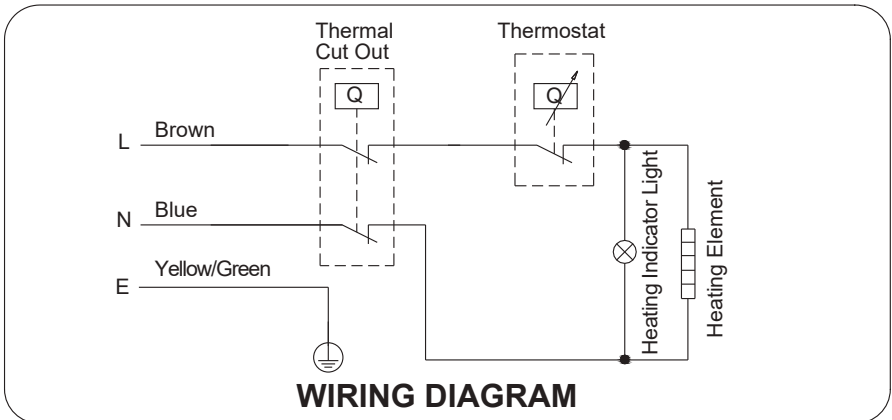 Thermal
Cut Out
Thermostat
Q
Q
L
Brown
N
Blue
E
Yellow/Green
Heating Indicator Light
Heating Element
WIRING DIAGRAM